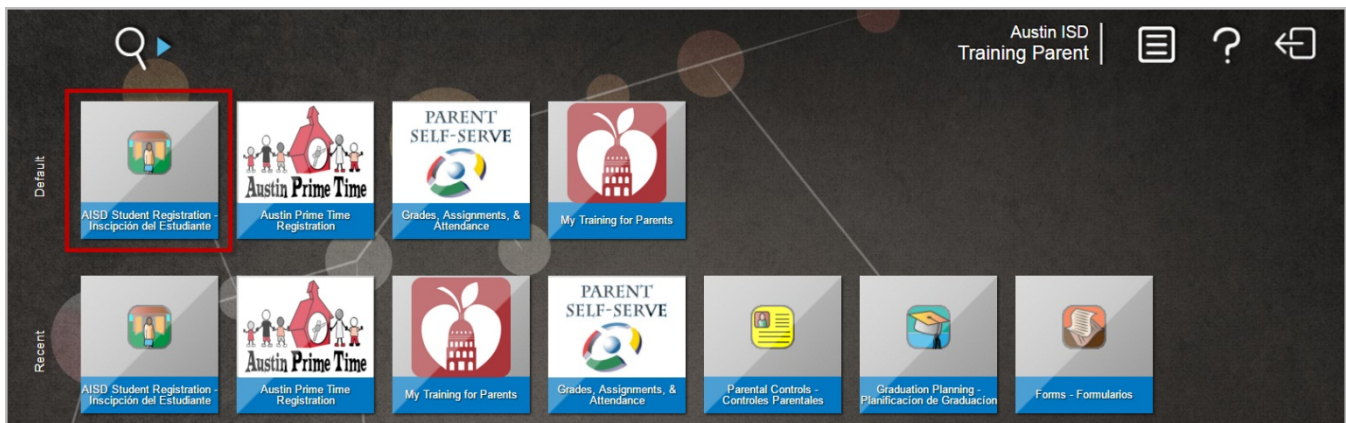 Austin ISD
Training Parent
Default
AISD Student Registration -
Inscipción del Estudiante
Austin Prime Time
Austin Prime Time
Registration
PARENT
SELF-SERVE
Grades, Assignments, &
Attendance
My Training for Parents
Recent
AISD Student Registration -
Inscipción del Estudiante
Austin Prime Time
Austin Prime Time
Registration
My Training for Parents
PARENT
SELF-SERVE
Grades, Assignments, &
Attendance
Parental Controls -
Controles Parentales
Graduation Planning -
Planificacíon de Graduacíon
Forms - Formularios